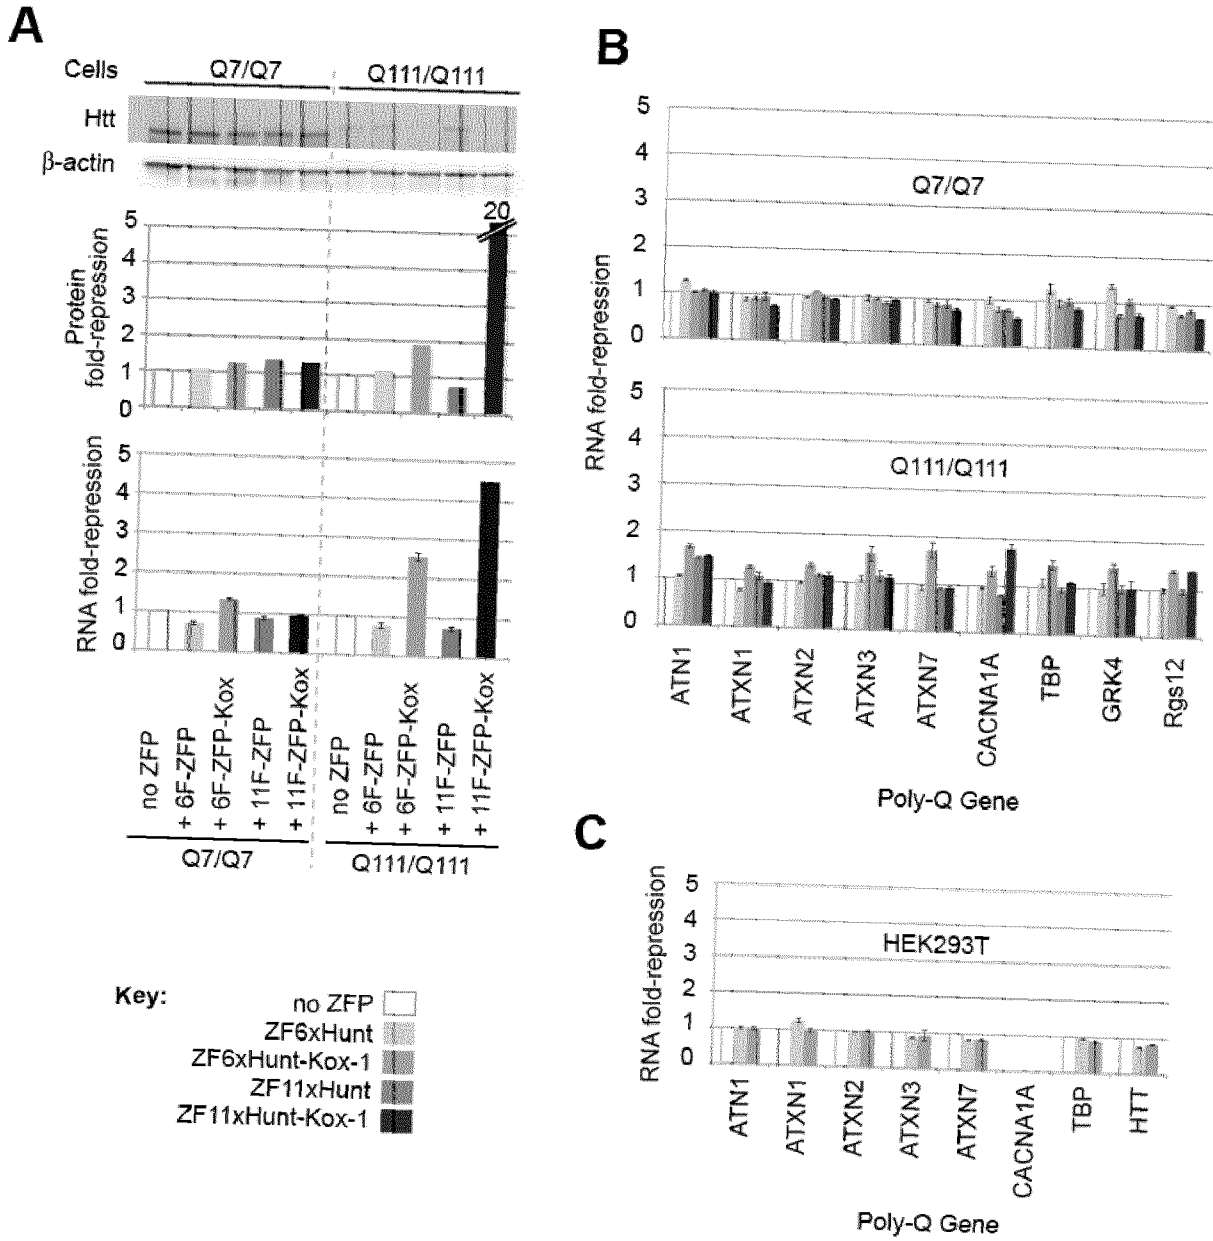 A
Cells Q7/Q7 Q111/Q111
Htt
β-actin
20
Protein
fold-repression
5
4
3
2
1
0
RNA fold-repression
5
4
3
2
1
0
no ZFP
+ 6F-ZFP
+ 6F-ZFP-Kox
+ 11F-ZFP
+ 11F-ZFP-Kox
no ZFP
+ 6F-ZFP
+ 6F-ZFP-Kox
+ 11F-ZFP
+ 11F-ZFP-Kox
Q7/Q7 Q111/Q111
Key:
no ZFP
ZF6xHunt
ZF6xHunt-Kox-1
ZF11xHunt
ZF11xHunt-Kox-1
B
RNA fold-repression
5
4
3
2
1
0
Q7/Q7
5
4
3
2
1
0
Q111/Q111
ATN1
ATXN1
ATXN2
ATXN3
ATXN7
CACNA1A
TBP
GRK4
Rgs12
Poly-Q Gene
C
RNA fold-repression
5
4
3
2
1
0
HEK293T
ATN1
ATXN1
ATXN2
ATXN3
ATXN7
CACNA1A
TBP
HTT
Poly-Q Gene